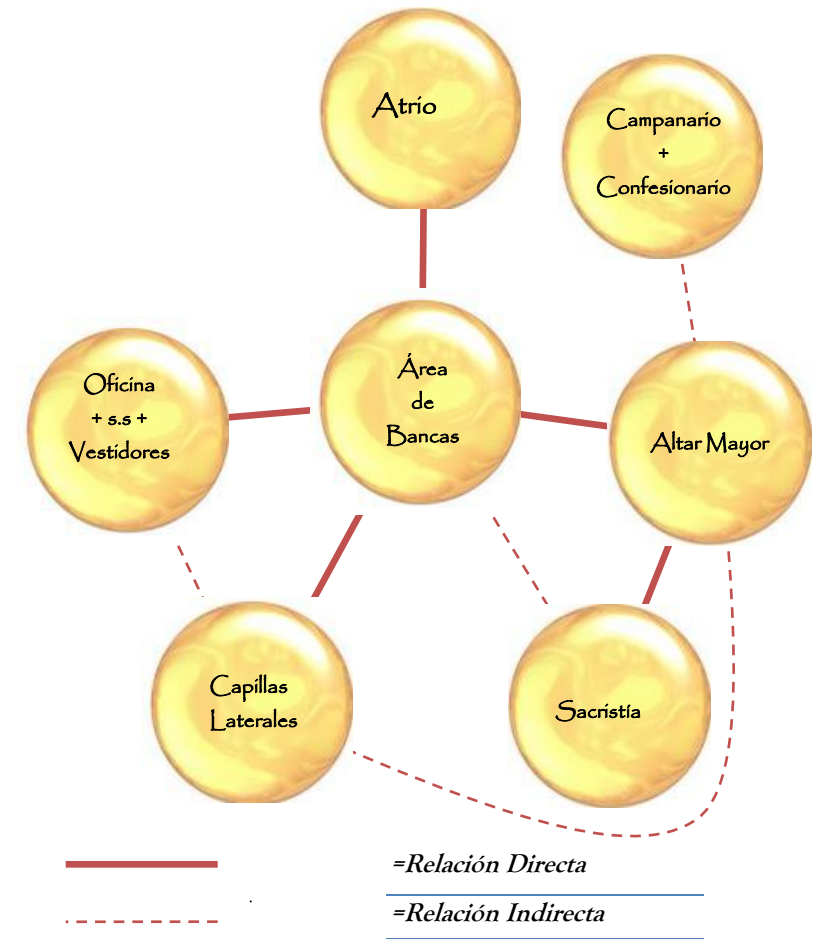 Atrio
Campanario
+
Confesionario
Oficina
+ s.s +
Vestidores
Área
de
Bancas
Altar Mayor
Capillas
Laterales
Sacristía
=Relación Directa
=Relación Indirecta